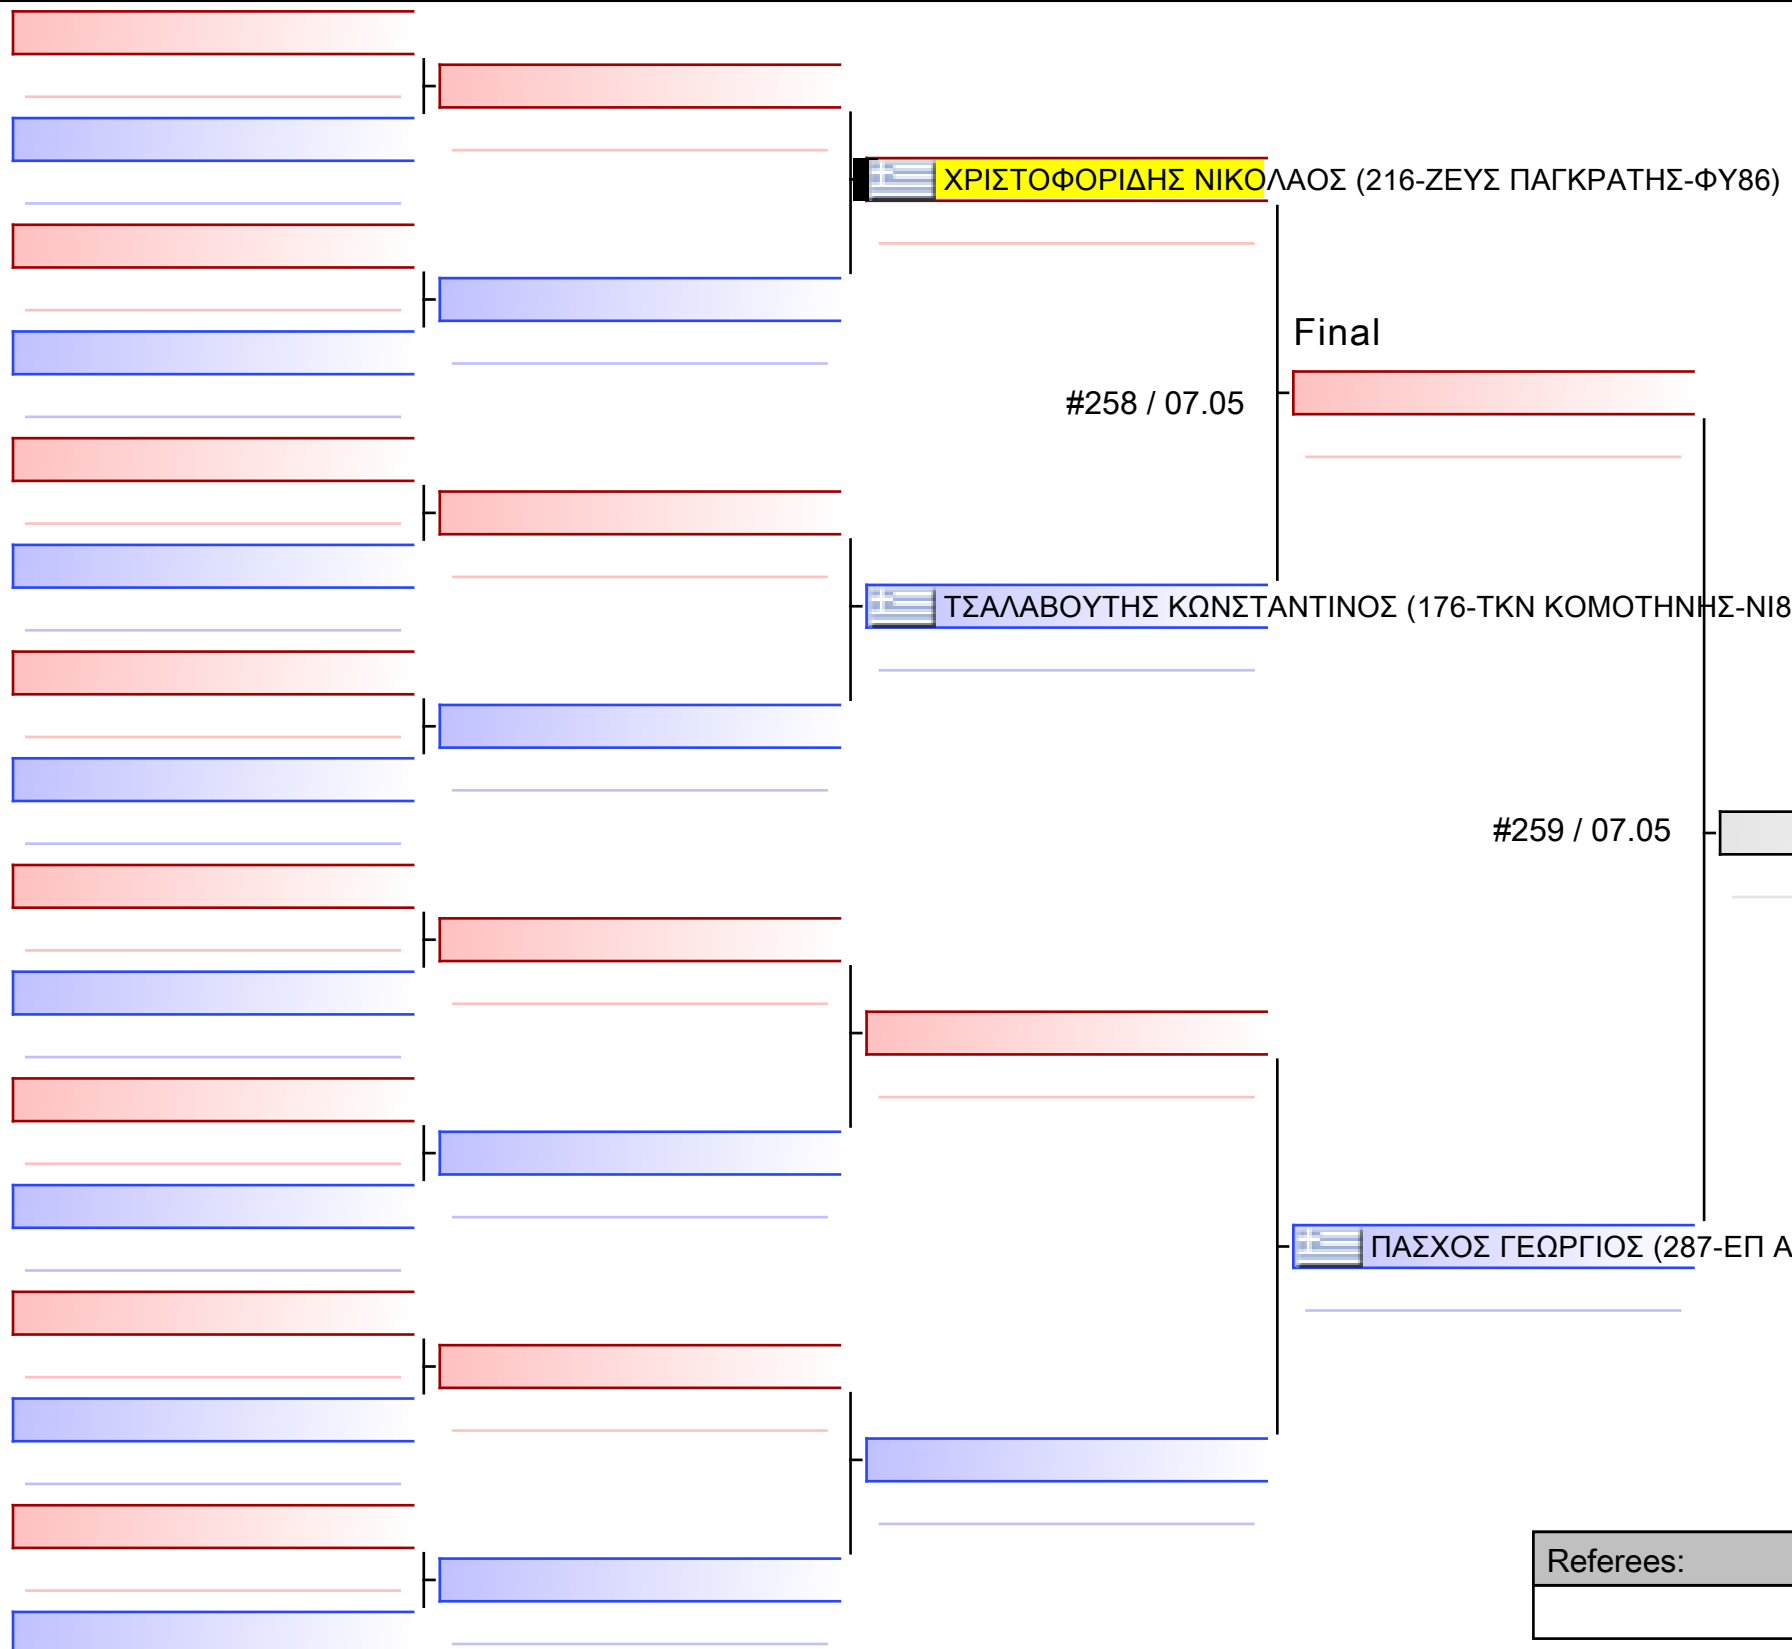 ΧΡΙΣΤΟΦΟΡΙΔΗΣ ΝΙΚΟΛΑΟΣ (216-ΖΕΥΣ ΠΑΓΚΡΑΤΗΣ-ΦΥ86)
Final
#258 / 07.05
ΤΣΑΛΑΒΟΥΤΗΣ ΚΩΝΣΤΑΝΤΙΝΟΣ (176-ΤΚΝ ΚΟΜΟΤΗΝΗΣ-ΝΙ8
#259 / 07.05
ΠΑΣΧΟΣ ΓΕΩΡΓΙΟΣ (287-ΕΠ Α
Referees: